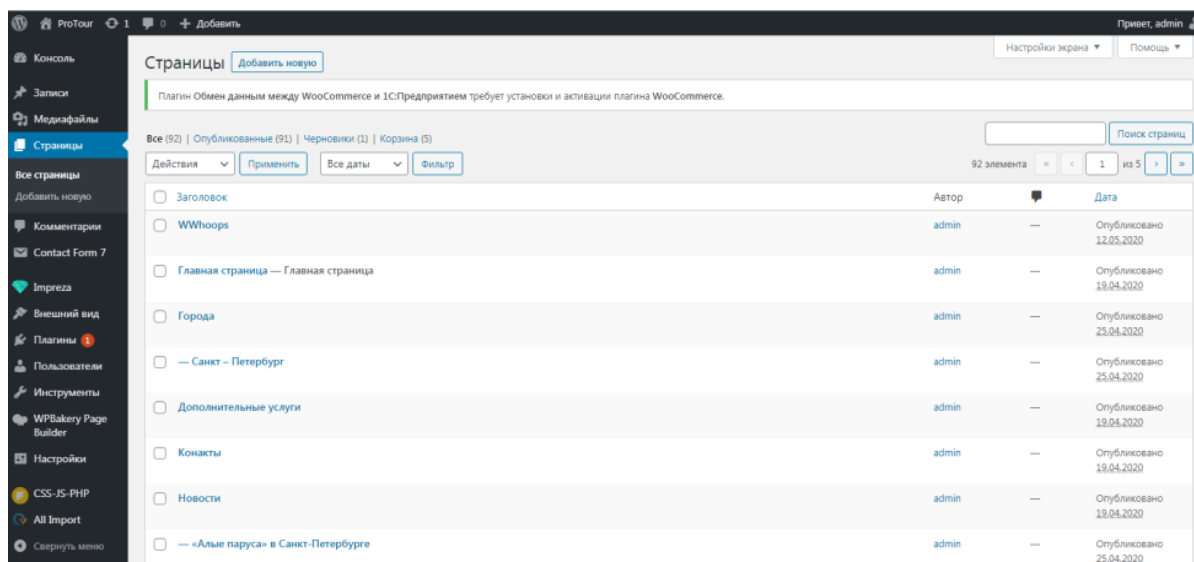 ProTour 1 0 + Добавить Привет, admin
Консоль
Записи
Медиафайлы
Страницы
Все страницы
Добавить новую
Комментарии
Contact Form 7
Impreza
Внешний вид
Плагины 1
Пользователи
Инструменты
WPBakery Page
Builder
Настройки
CSS-JS-PHP
All Import
Свернуть меню
Настройки экрана ▼ Помощь ▼
Страницы Добавить новую
Плагин Обмен данным между WooCommerce и 1С:Предприятием требует установки и активации плагина WooCommerce.
Все (92) | Опубликованные (91) | Черновики (1) | Корзина (5)
Поиск страниц
Действия Применить Все даты Фильтр 92 элемента « ‹ 1 из 5 › »
Заголовок Автор Дата
WWhoops admin — Опубликовано
12.05.2020
Главная страница — Главная страница admin — Опубликовано
19.04.2020
Города admin — Опубликовано
25.04.2020
— Санкт – Петербург admin — Опубликовано
25.04.2020
Дополнительные услуги admin — Опубликовано
19.04.2020
Конакты admin — Опубликовано
19.04.2020
Новости admin — Опубликовано
19.04.2020
— «Алые паруса» в Санкт-Петербурге admin — Опубликовано
25.04.2020